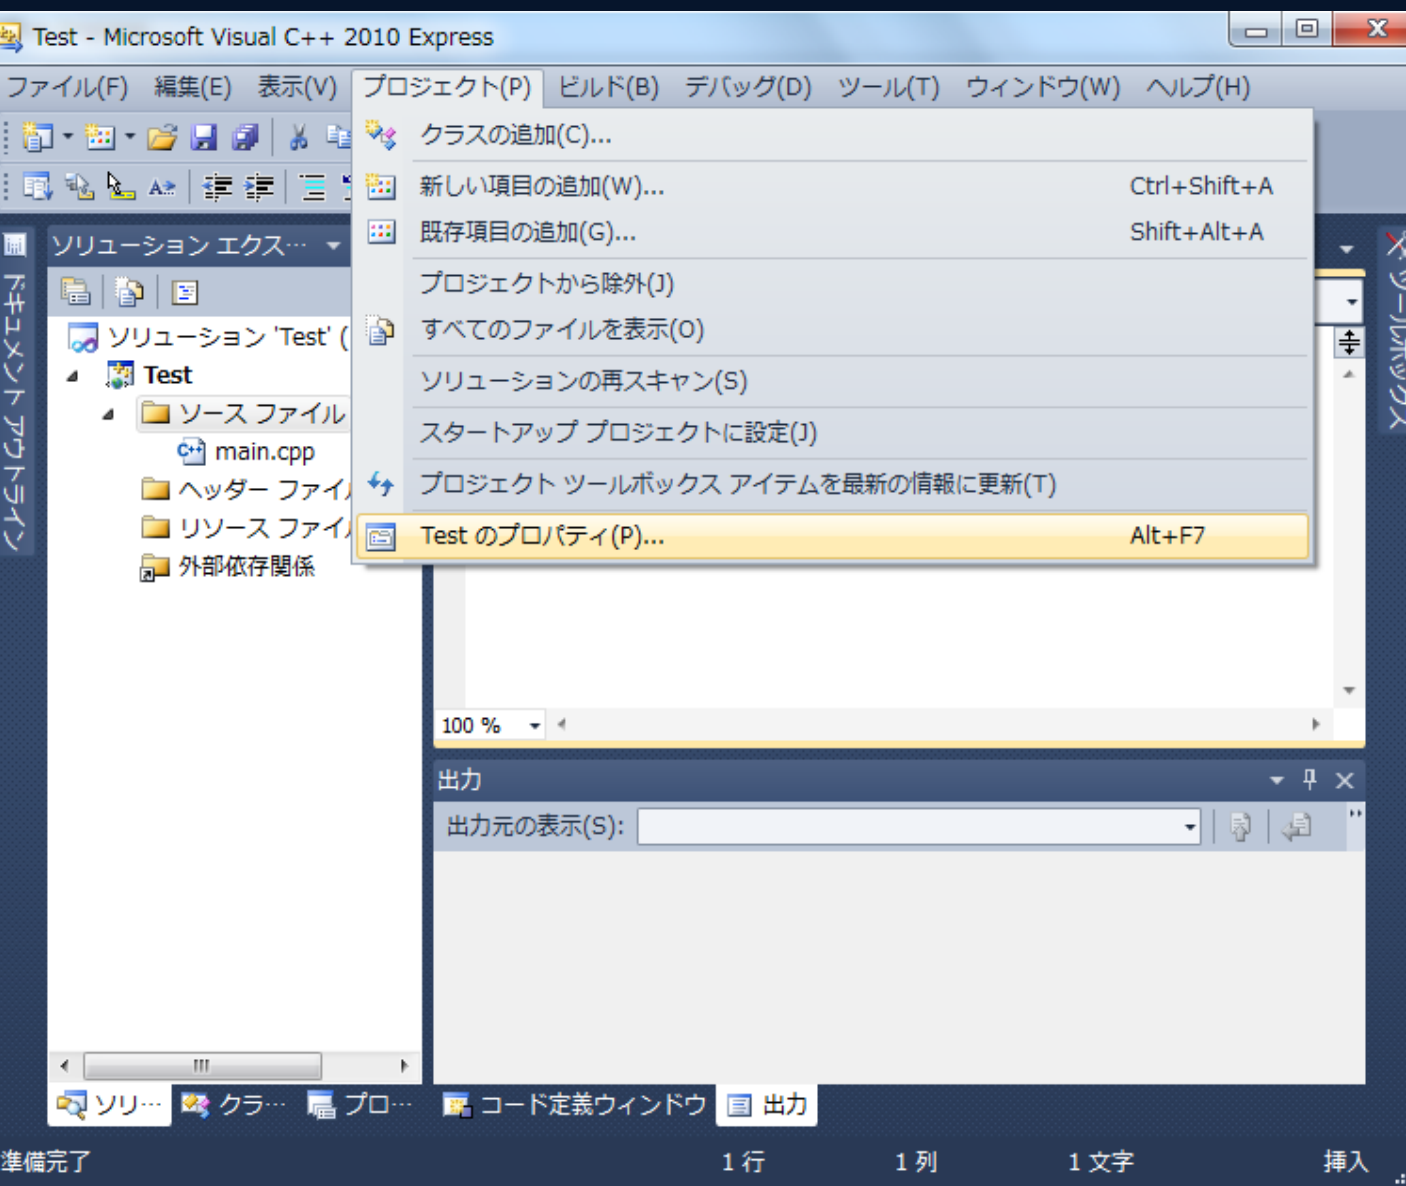 Test - Microsoft Visual C++ 2010 Express
ファイル(F) 編集(E) 表示(V) プロジェクト(P) ビルド(B) デバッグ(D) ツール(T) ウィンドウ(W) ヘルプ(H)
クラスの追加(C)...
新しい項目の追加(W)... Ctrl+Shift+A
既存項目の追加(G)... Shift+Alt+A
プロジェクトから除外(J)
すべてのファイルを表示(O)
ソリューションの再スキャン(S)
スタートアップ プロジェクトに設定(J)
プロジェクト ツールボックス アイテムを最新の情報に更新(T)
Test のプロパティ(P)... Alt+F7
ドキュメント アウトライン
ソリューション エクス…
ソリューション 'Test' (
Test
ソース ファイル
main.cpp
ヘッダー ファイル
リソース ファイル
外部依存関係
ツールボックス
100 %
出力
出力元の表示(S):
ソリ… クラ… プロ… コード定義ウィンドウ 出力
準備完了 1 行 1 列 1 文字 挿入